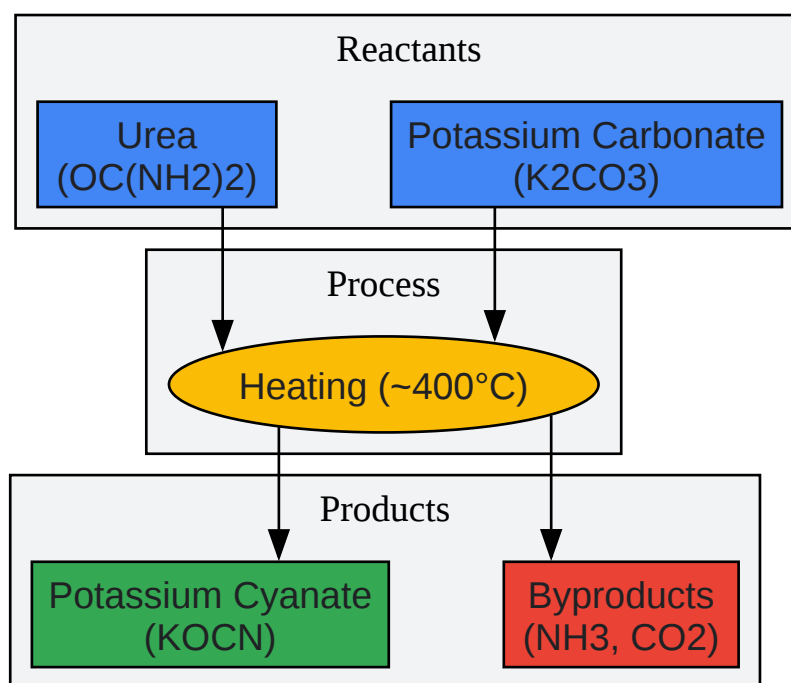 Reactants
Urea
(OC(NH2)2)
Potassium Carbonate
(K2CO3)
Process
Heating (~400°C)
Products
Potassium Cyanate
(KOCN)
Byproducts
(NH3, CO2)